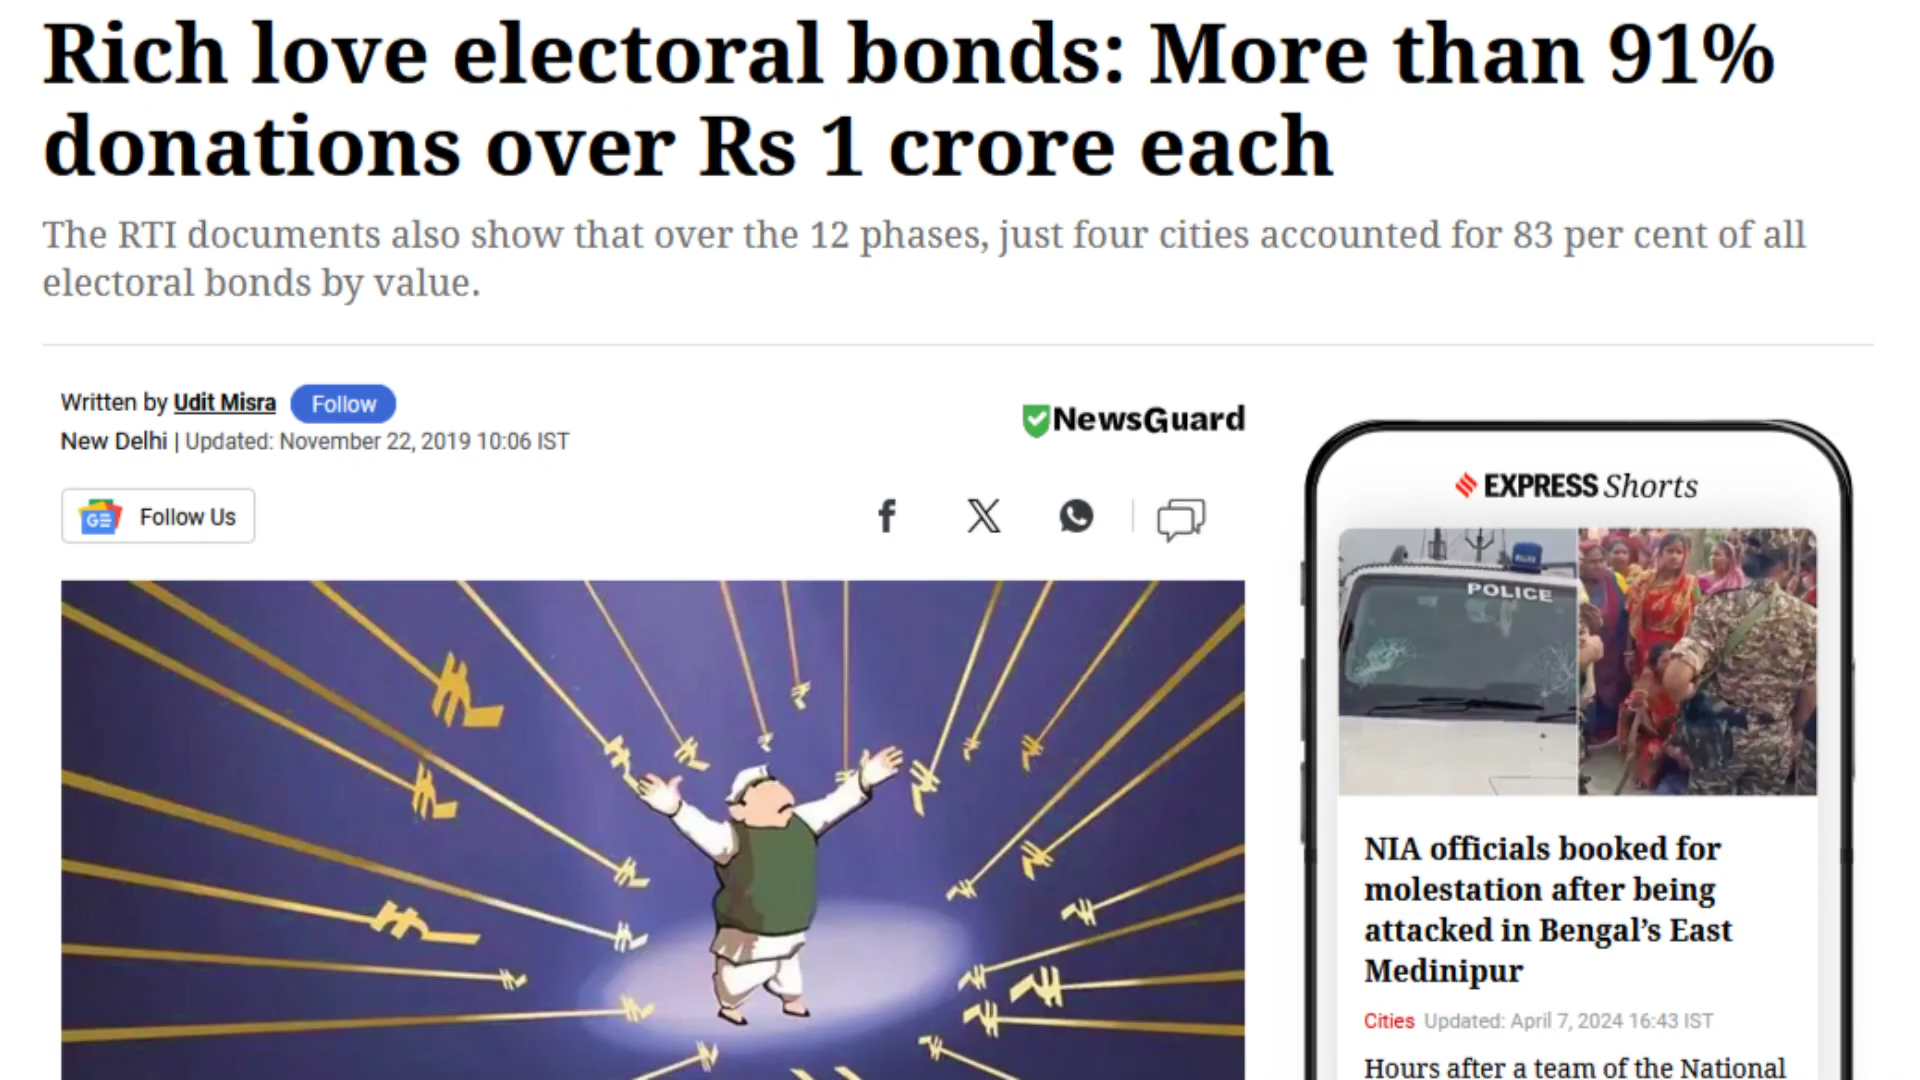 Rich love electoral bonds: More than 91%
donations over Rs 1 crore each
The RTI documents also show that over the 12 phases, just four cities accounted for 83 per cent of all
electoral bonds by value.
Written by Udit Misra Follow
New Delhi | Updated: November 22, 2019 10:06 IST
NewsGuard
GE Follow Us
EXPRESS Shorts
POLICE
NIA officials booked for
molestation after being
attacked in Bengal’s East
Medinipur
Cities Updated: April 7, 2024 16:43 IST
Hours after a team of the National